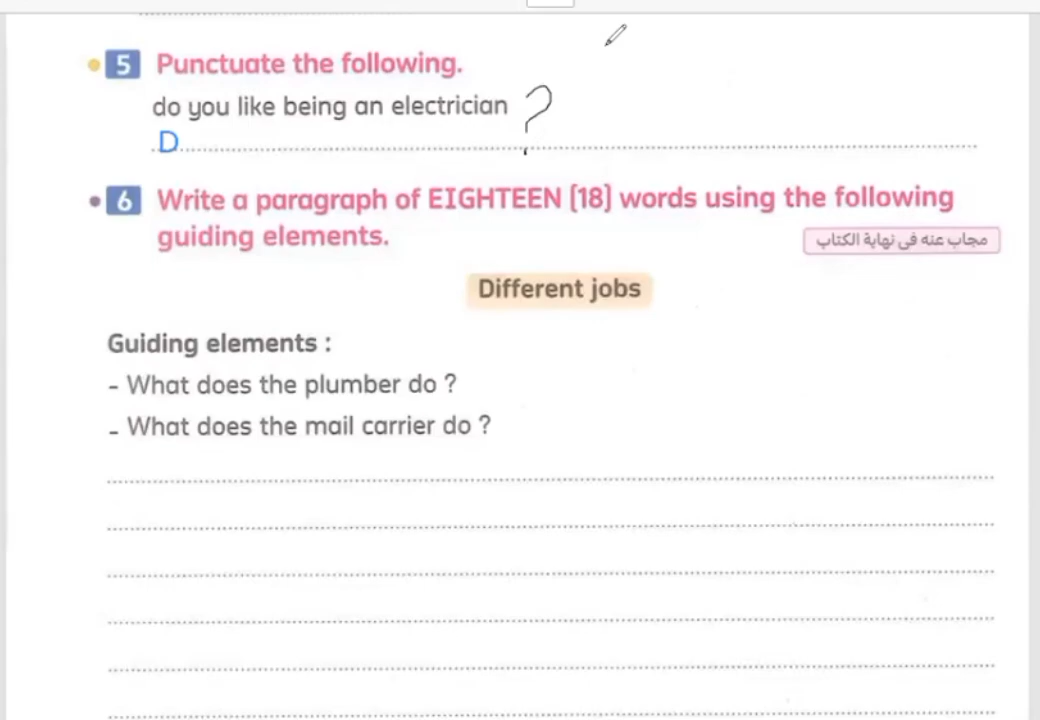 5 Punctuate the following.
do you like being an electrician ?
D
6 Write a paragraph of EIGHTEEN (18) words using the following
guiding elements.
مجاب عنه فى نهاية الكتاب
Different jobs
Guiding elements :
- What does the plumber do ?
- What does the mail carrier do ?